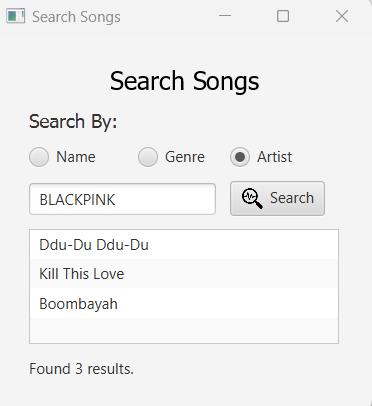 Search Songs
Search Songs
Search By:
Name Genre Artist
BLACKPINK Search
Ddu-Du Ddu-Du
Kill This Love
Boombayah
Found 3 results.